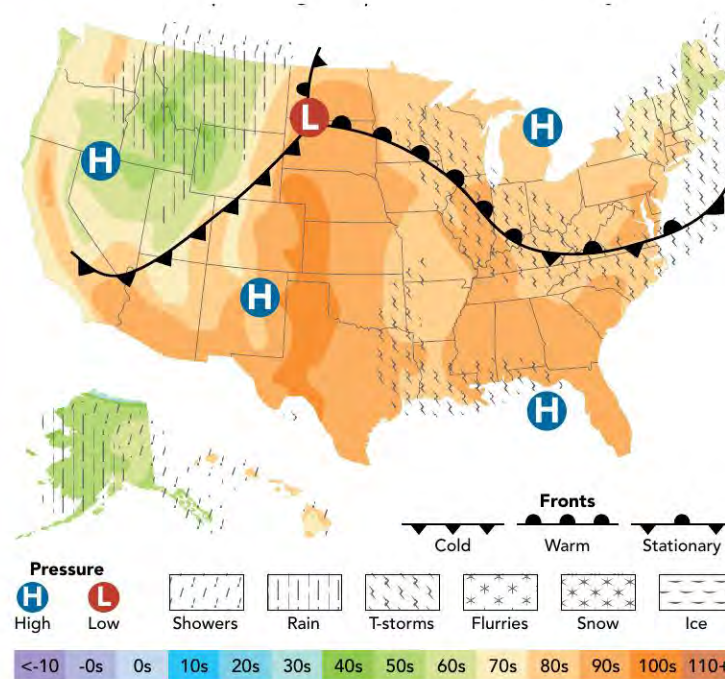 H
L
H
H
H
Fronts
Cold Warm Stationary
Pressure
H L
High Low Showers Rain T-storms Flurries Snow Ice
<-10 -0s 0s 10s 20s 30s 40s 50s 60s 70s 80s 90s 100s 110+